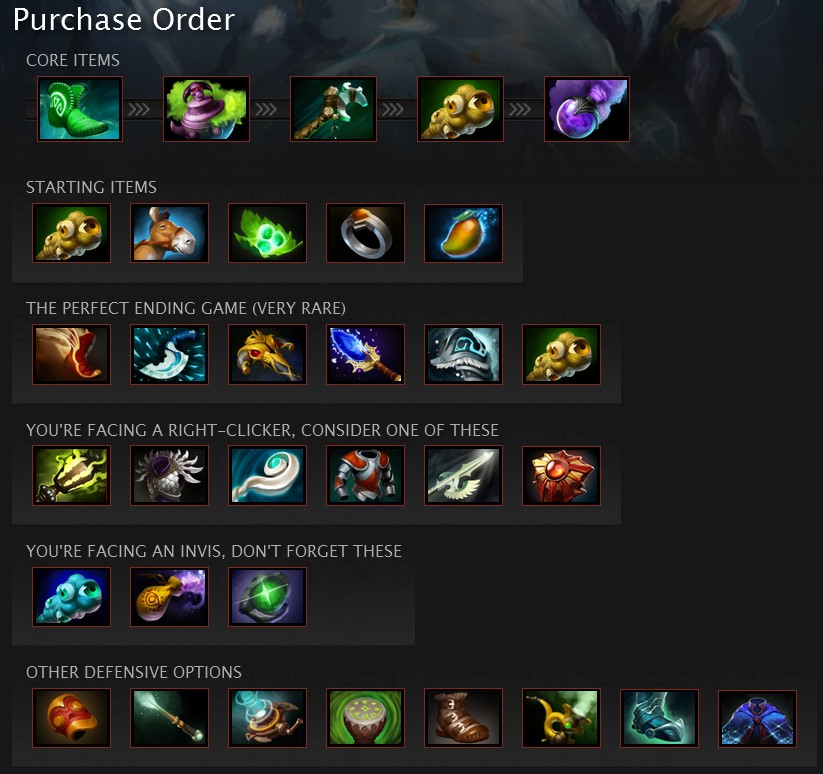 Purchase Order
CORE ITEMS
STARTING ITEMS
THE PERFECT ENDING GAME (VERY RARE)
YOU'RE FACING A RIGHT-CLICKER, CONSIDER ONE OF THESE
YOU'RE FACING AN INVIS, DON'T FORGET THESE
OTHER DEFENSIVE OPTIONS